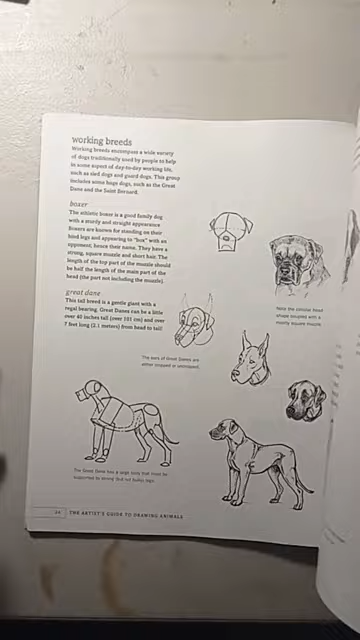 working breeds
Working breeds encompass a wide variety
of dogs traditionally used by people to help
in some aspect of day-to-day working life,
such as sled dogs and guard dogs. This group
includes some huge dogs, such as the Great
Dane and the Saint Bernard.
boxer
The athletic boxer is a good family dog
with a sturdy and straight appearance
Boxers are known for standing on their
hind legs and appearing to "box" with an
opponent, hence their name. They have a
strong, square muzzle and short hair. The
length of the top part of the muzzle should
be half the length of the main part of the
head (the part not including the muzzle).
great dane
This tall breed is a gentle giant with a
regal bearing. Great Danes can be a little
over 40 inches tall (over 101 cm) and over
7 feet long (2.1 meters) from head to tail!
Note the
shape coupled with a
square muzzle.
The ears of Great Danes are
either cropped or uncropped.
The Great Dane has a large body that must be
supported by strong but not bulky legs.
THE ARTIST'S GUIDE TO DRAWING ANIMALS